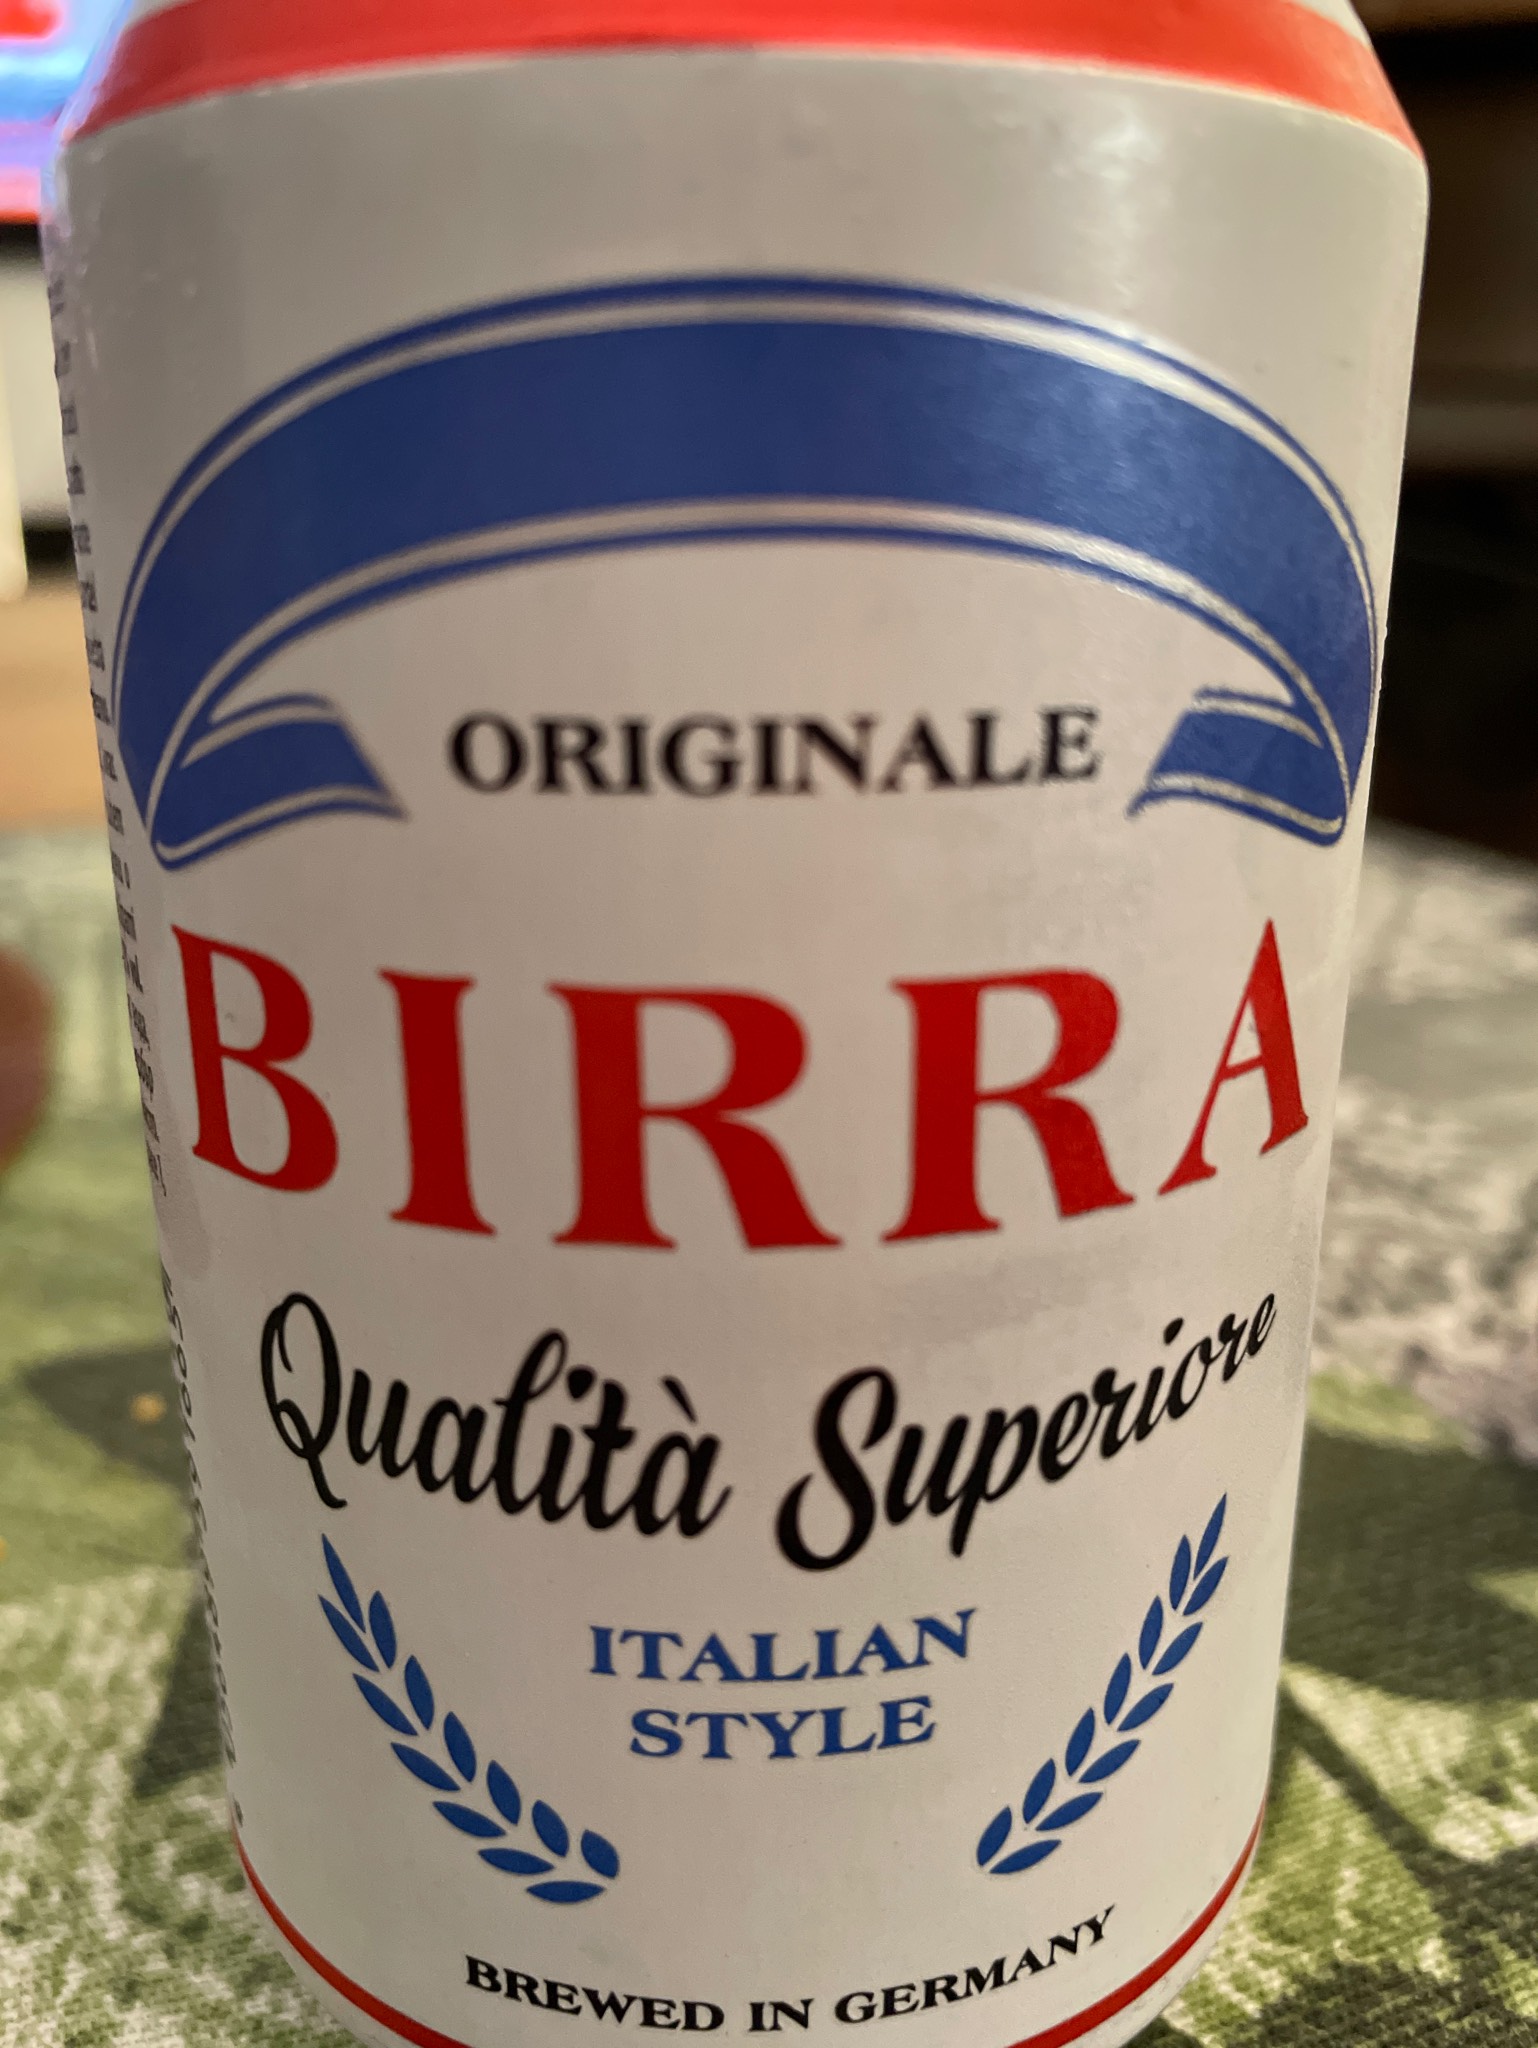 ORIGINALE
BIRRA
Qualità Superiore
ITALIAN
STYLE
BREWED IN GERMANY